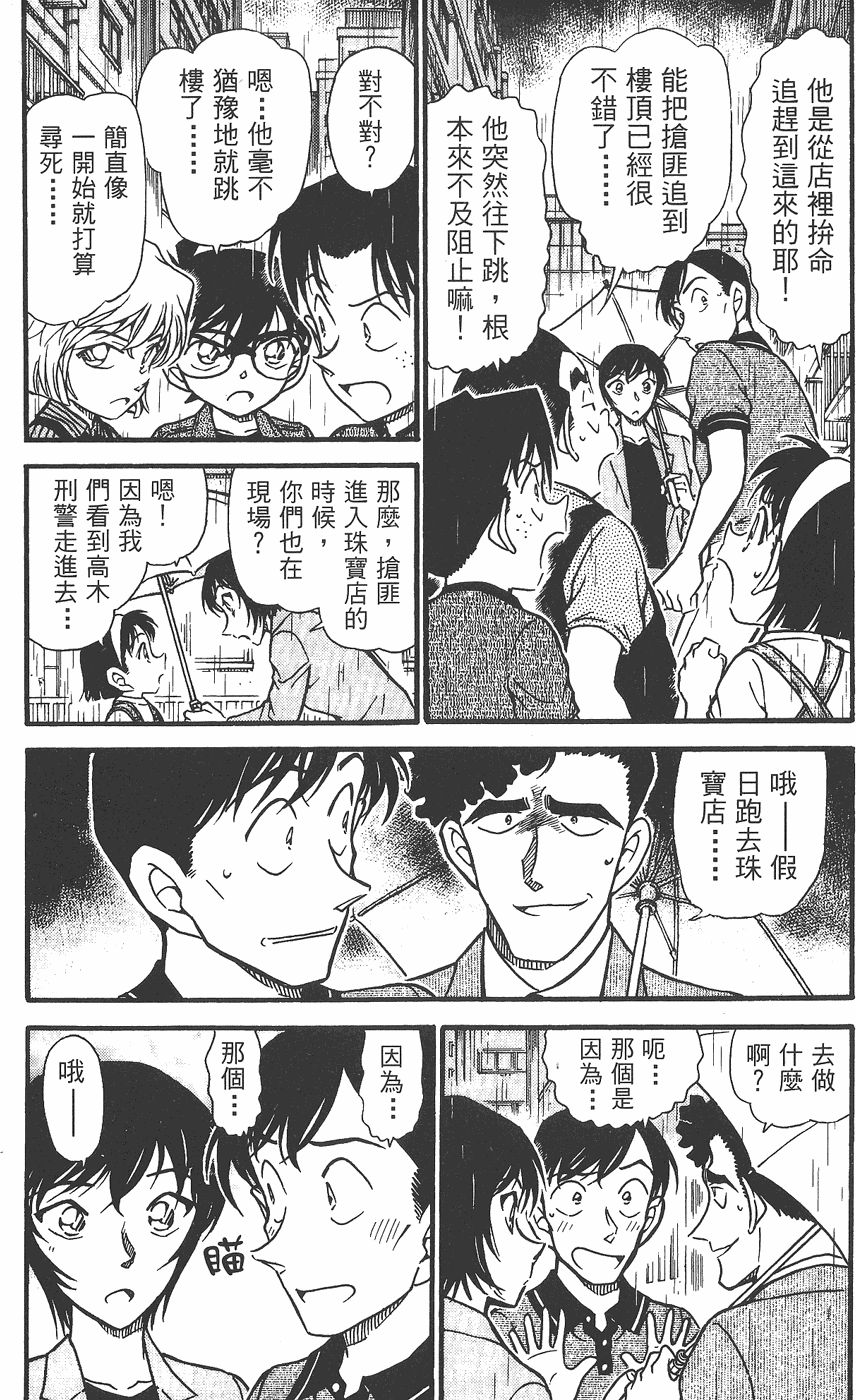 他是從店裡拚命
追趕到這來的耶！
能把搶匪追到
樓頂已經很
不錯了……
他突然往下跳，根
本來不及阻止嘛！
對不對？
嗯…他毫不
猶豫地就跳
樓了…
簡直像
一開始就打算
尋死……
那麼，搶匪
進入珠寶店的
時候，
你們也在
現場？
嗯！
因為我
們看到高木
刑警走進去…
哦——假
日跑去珠
寶店……
去做
什麼
啊？
呃…
那個是
因為…
因為…
那個…
瞄
哦——